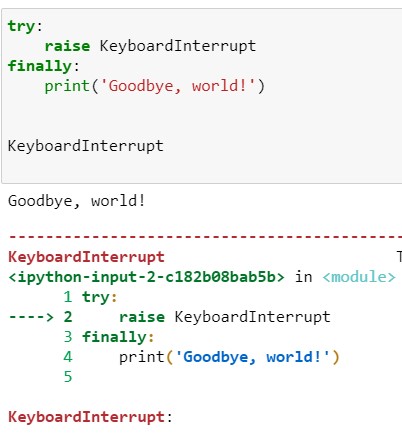 try:
    raise KeyboardInterrupt
finally:
    print('Goodbye, world!')
KeyboardInterrupt
Goodbye, world!
---------------------------------------------
KeyboardInterrupt T
<ipython-input-2-c182b08bab5b> in <module>
      1 try:
----> 2     raise KeyboardInterrupt
      3 finally:
      4     print('Goodbye, world!')
      5
KeyboardInterrupt: